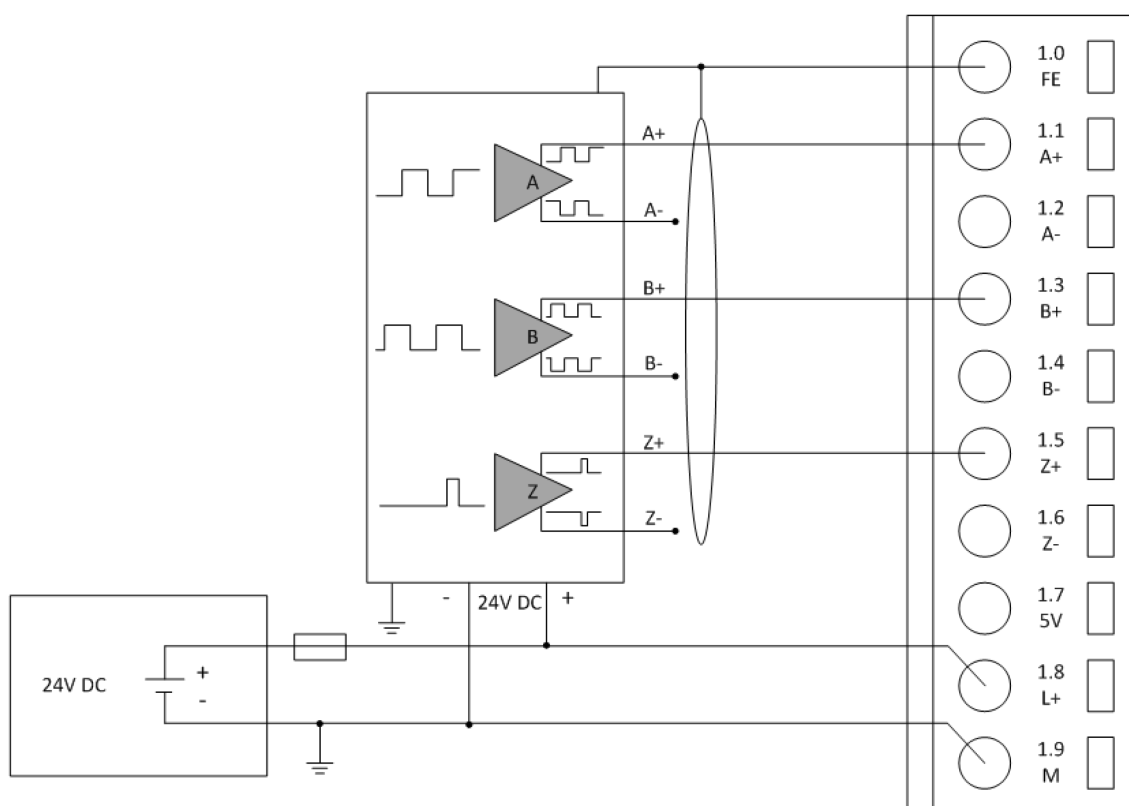 1.0
FE
A+
1.1
A+
A
A-
1.2
A-
B+
1.3
B+
B
B-
1.4
B-
Z+
1.5
Z+
Z
Z-
1.6
Z-
- 24V DC +
1.7
5V
24V DC
+
-
1.8
L+
1.9
M